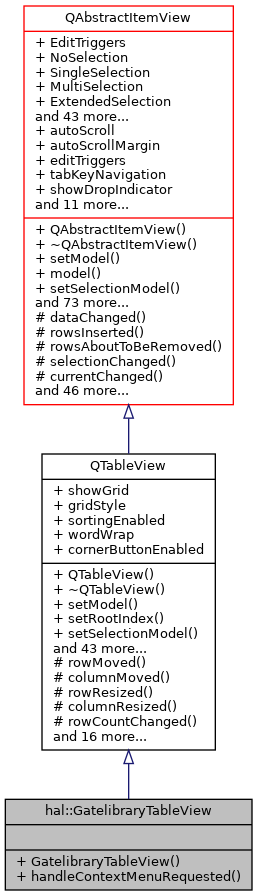 QAbstractItemView
+ EditTriggers
+ NoSelection
+ SingleSelection
+ MultiSelection
+ ExtendedSelection
and 43 more...
+ autoScroll
+ autoScrollMargin
+ editTriggers
+ tabKeyNavigation
+ showDropIndicator
and 11 more...
+ QAbstractItemView()
+ ~QAbstractItemView()
+ setModel()
+ model()
+ setSelectionModel()
and 73 more...
# dataChanged()
# rowsInserted()
# rowsAboutToBeRemoved()
# selectionChanged()
# currentChanged()
and 46 more...
QTableView
+ showGrid
+ gridStyle
+ sortingEnabled
+ wordWrap
+ cornerButtonEnabled
+ QTableView()
+ ~QTableView()
+ setModel()
+ setRootIndex()
+ setSelectionModel()
and 43 more...
# rowMoved()
# columnMoved()
# rowResized()
# columnResized()
# rowCountChanged()
and 16 more...
hal::GatelibraryTableView
+ GatelibraryTableView()
+ handleContextMenuRequested()